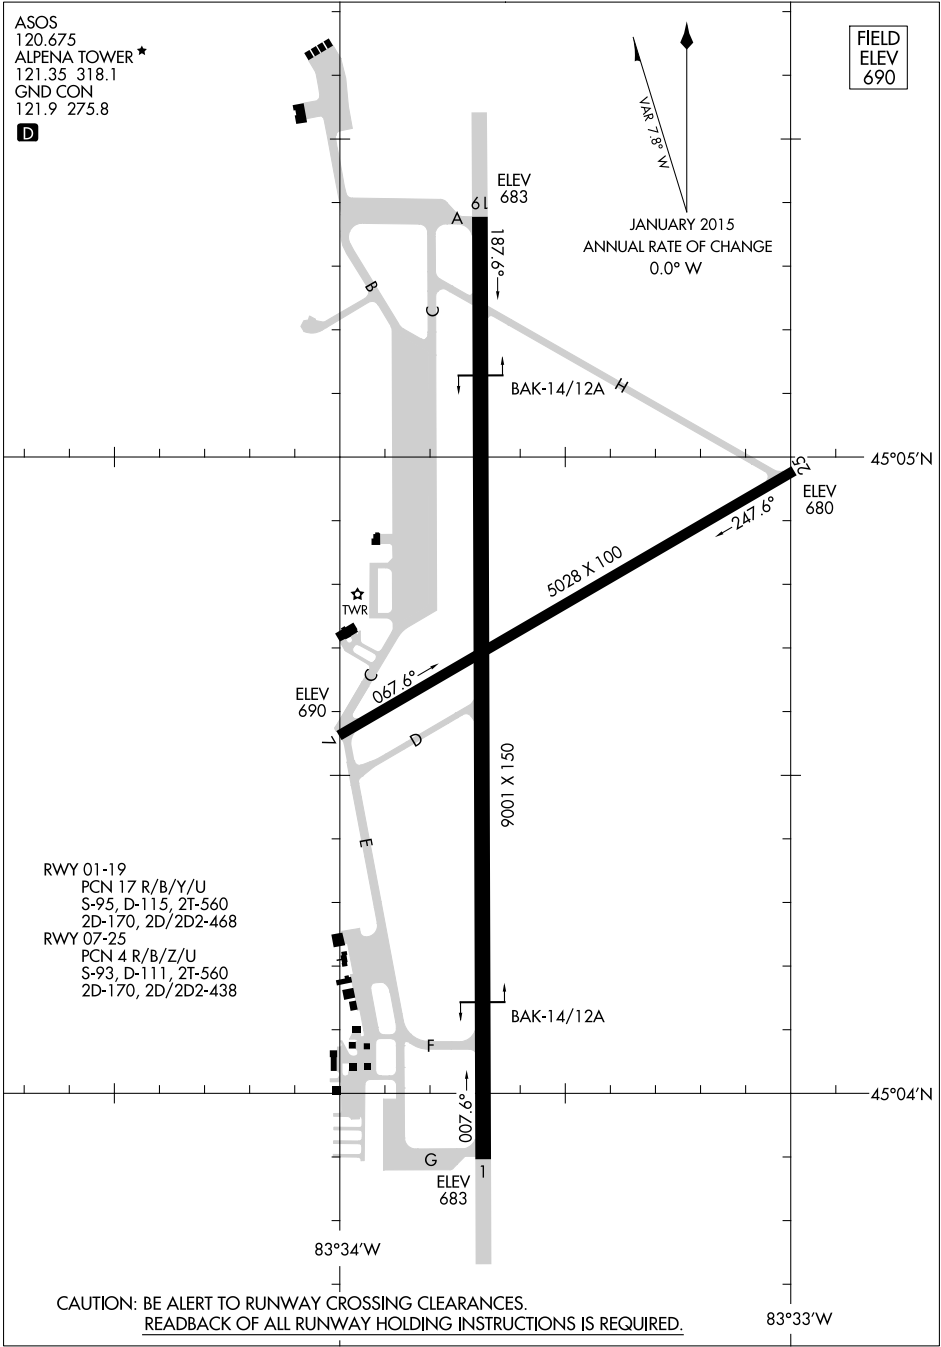 ASOS
120.675
ALPENA TOWER
121.35 318.1
GND CON
121.9 275.8
D
FIELD
ELEV
690
VAR 7.8° W
JANUARY 2015
ANNUAL RATE OF CHANGE
0.0° W
ELEV
683
19
A
187.6°
B
C
H
BAK-14/12A
45°05'N
25
ELEV
680
247.6°
5028 X 100
TWR
C
067.6°
ELEV
690
7
D
9001 X 150
E
RWY 01-19
PCN 17 R/B/Y/U
S-95, D-115, 2T-560
2D-170, 2D/2D2-468
RWY 07-25
PCN 4 R/B/Z/U
S-93, D-111, 2T-560
2D-170, 2D/2D2-438
BAK-14/12A
F
45°04'N
007.6°
G
1
ELEV
683
83°34'W
83°33'W
CAUTION: BE ALERT TO RUNWAY CROSSING CLEARANCES.
READBACK OF ALL RUNWAY HOLDING INSTRUCTIONS IS REQUIRED.